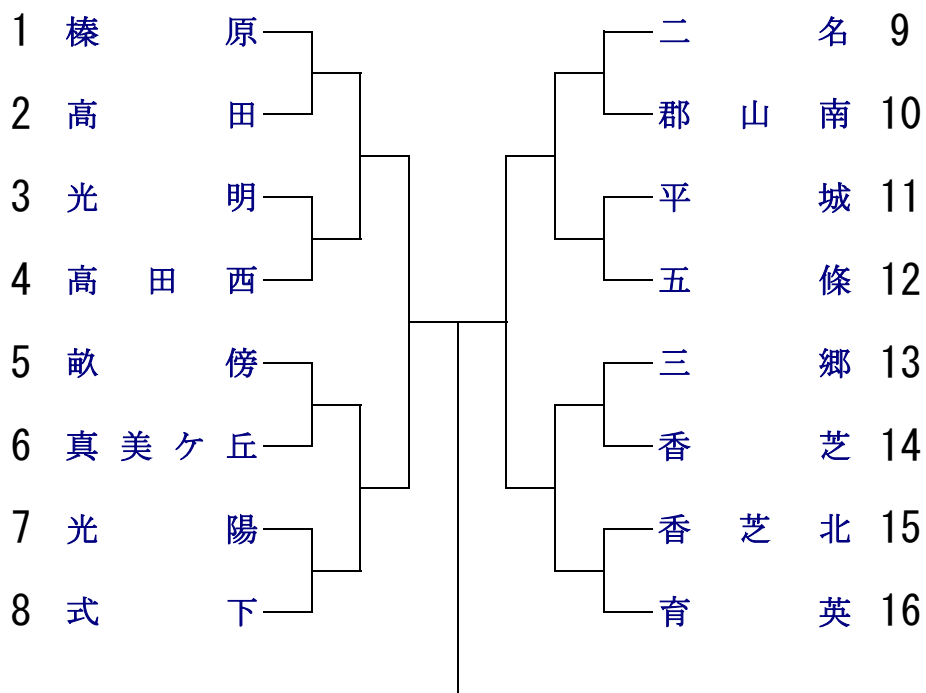 1 榛原
2 高田
3 光明
4 高田西
5 畝傍
6 真美ケ丘
7 光陽
8 式下
二名 9
郡山南 10
平城 11
五條 12
三郷 13
香芝 14
香芝北 15
育英 16